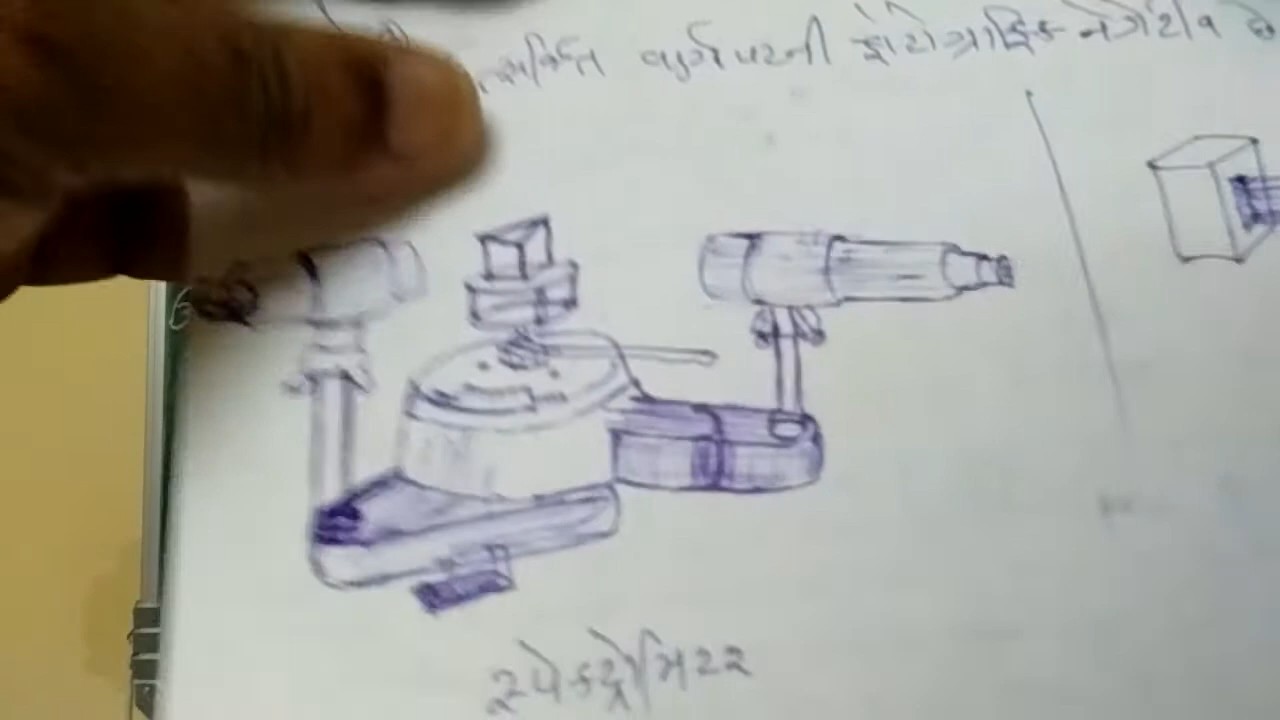 વર્ણપટની ફોટોગ્રાફિક નેગેટીવ છે
સ્પેક્ટ્રોમિટર